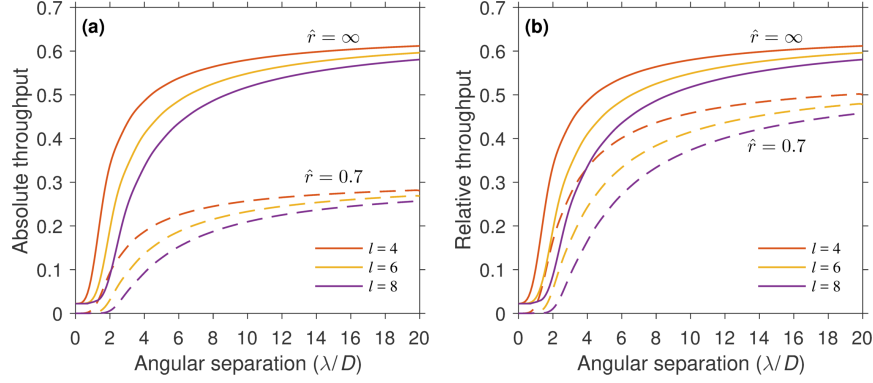 (a)
Absolute throughput
0.7
0.6
0.5
0.4
0.3
0.2
0.1
0
r̂ = ∞
r̂ = 0.7
l = 4
l = 6
l = 8
0 2 4 6 8 10 12 14 16 18 20
Angular separation (λ/D)
(b)
Relative throughput
0.7
0.6
0.5
0.4
0.3
0.2
0.1
0
r̂ = ∞
r̂ = 0.7
l = 4
l = 6
l = 8
0 2 4 6 8 10 12 14 16 18 20
Angular separation (λ/D)